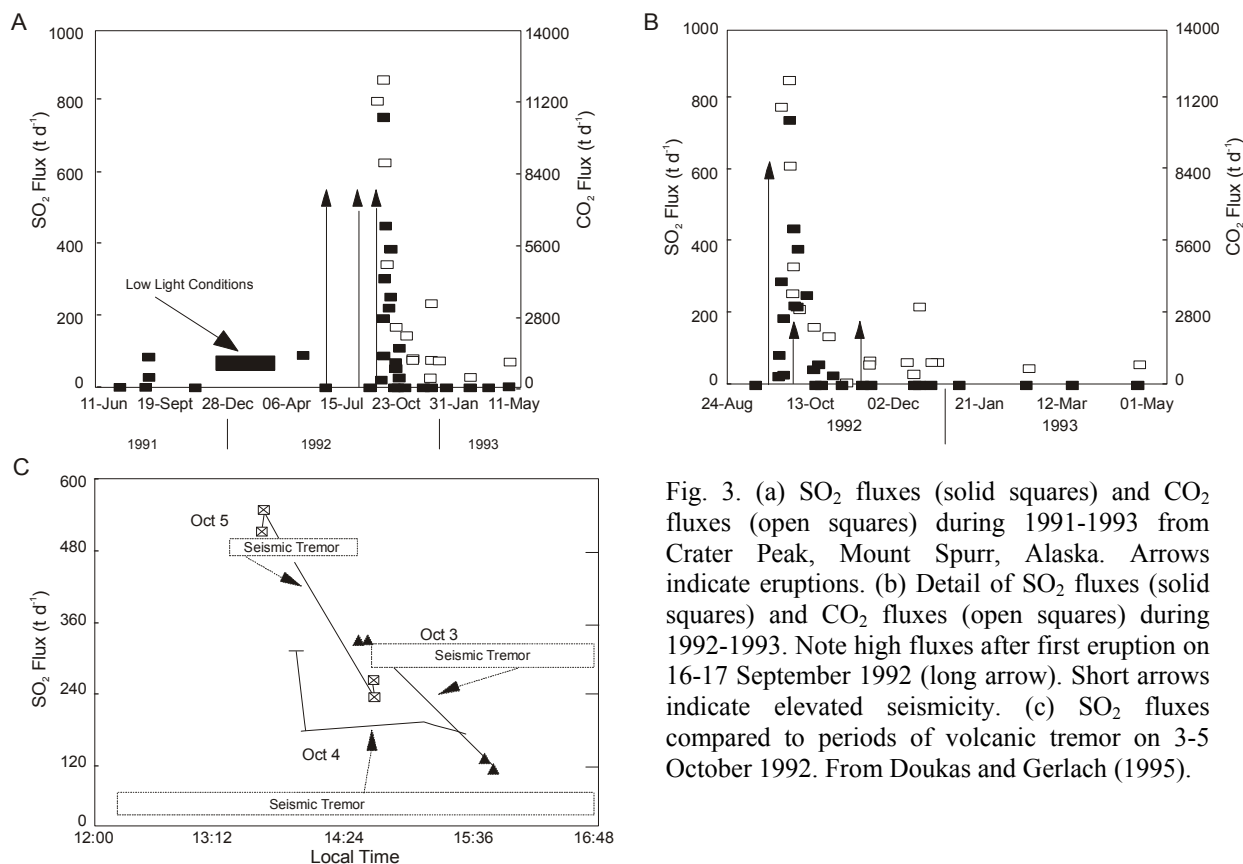 A
1000
800
600
400
200
0
SO2 Flux (t d-1)
14000
11200
8400
5600
2800
0
CO2 Flux (t d-1)
Low Light Conditions
11-Jun 19-Sept 28-Dec 06-Apr 15-Jul 23-Oct 31-Jan 11-May
1991 1992 1993
B
1000
800
600
400
200
0
SO2 Flux (t d-1)
14000
11200
8400
5600
2800
0
CO2 Flux (t d-1)
24-Aug 13-Oct 02-Dec 21-Jan 12-Mar 01-May
1992 1993
C
600
480
360
240
120
0
SO2 Flux (t d-1)
Oct 5
Seismic Tremor
Oct 3
Seismic Tremor
Oct 4
Seismic Tremor
12:00 13:12 14:24 15:36 16:48
Local Time
Fig. 3. (a) SO2 fluxes (solid squares) and CO2
fluxes (open squares) during 1991-1993 from
Crater Peak, Mount Spurr, Alaska. Arrows
indicate eruptions. (b) Detail of SO2 fluxes (solid
squares) and CO2 fluxes (open squares) during
1992-1993. Note high fluxes after first eruption on
16-17 September 1992 (long arrow). Short arrows
indicate elevated seismicity. (c) SO2 fluxes
compared to periods of volcanic tremor on 3-5
October 1992. From Doukas and Gerlach (1995).